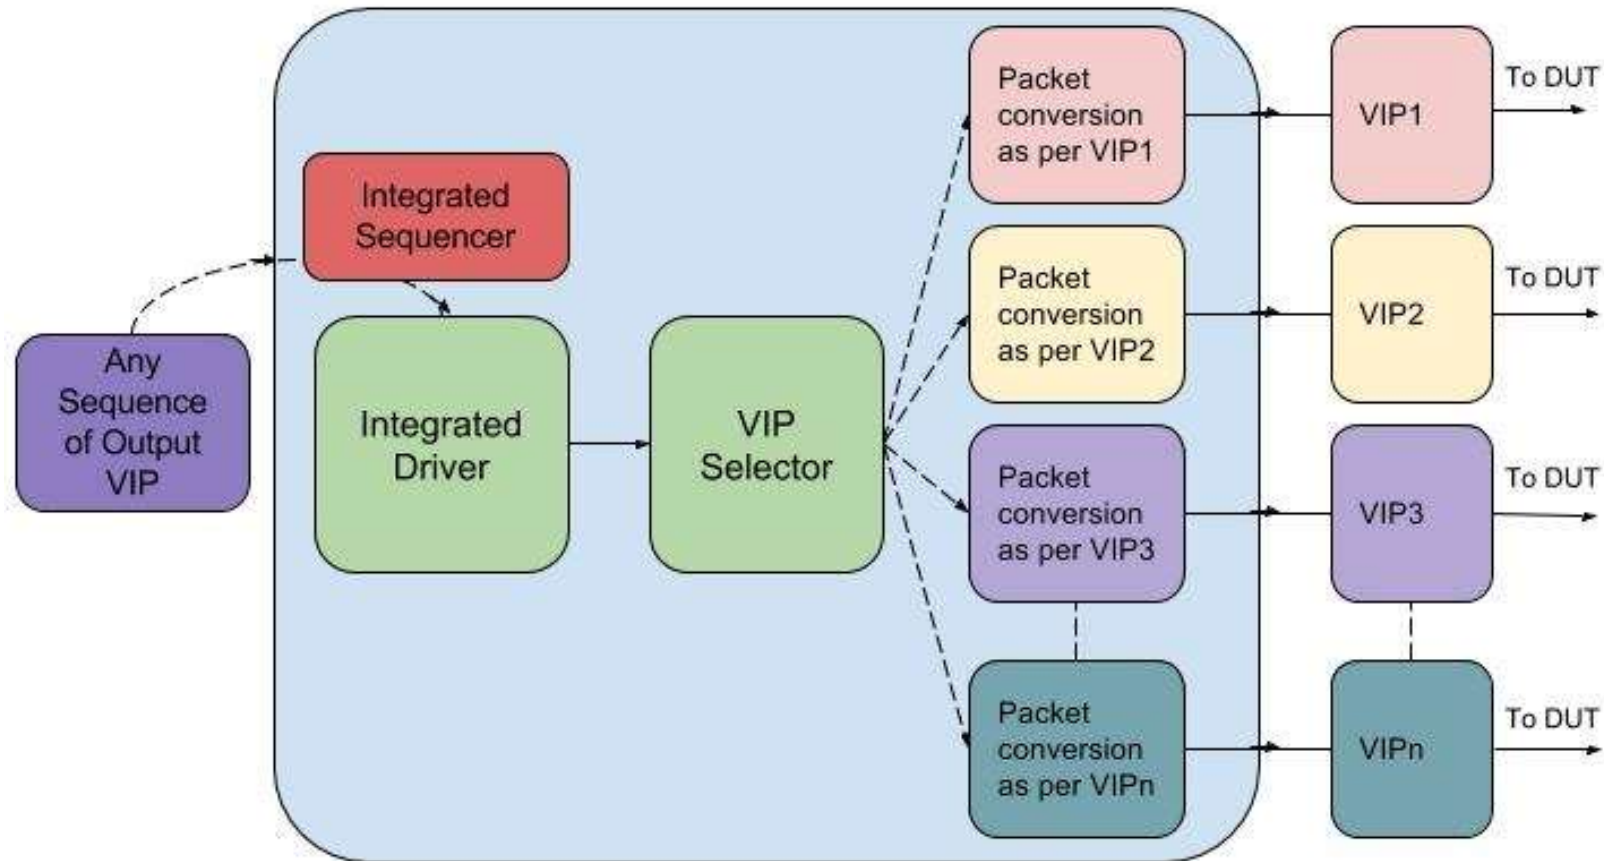 Any
Sequence
of Output
VIP
Integrated
Sequencer
Integrated
Driver
VIP
Selector
Packet
conversion
as per VIP1
VIP1
To DUT
Packet
conversion
as per VIP2
VIP2
To DUT
Packet
conversion
as per VIP3
VIP3
To DUT
Packet
conversion
as per VIPn
VIPn
To DUT